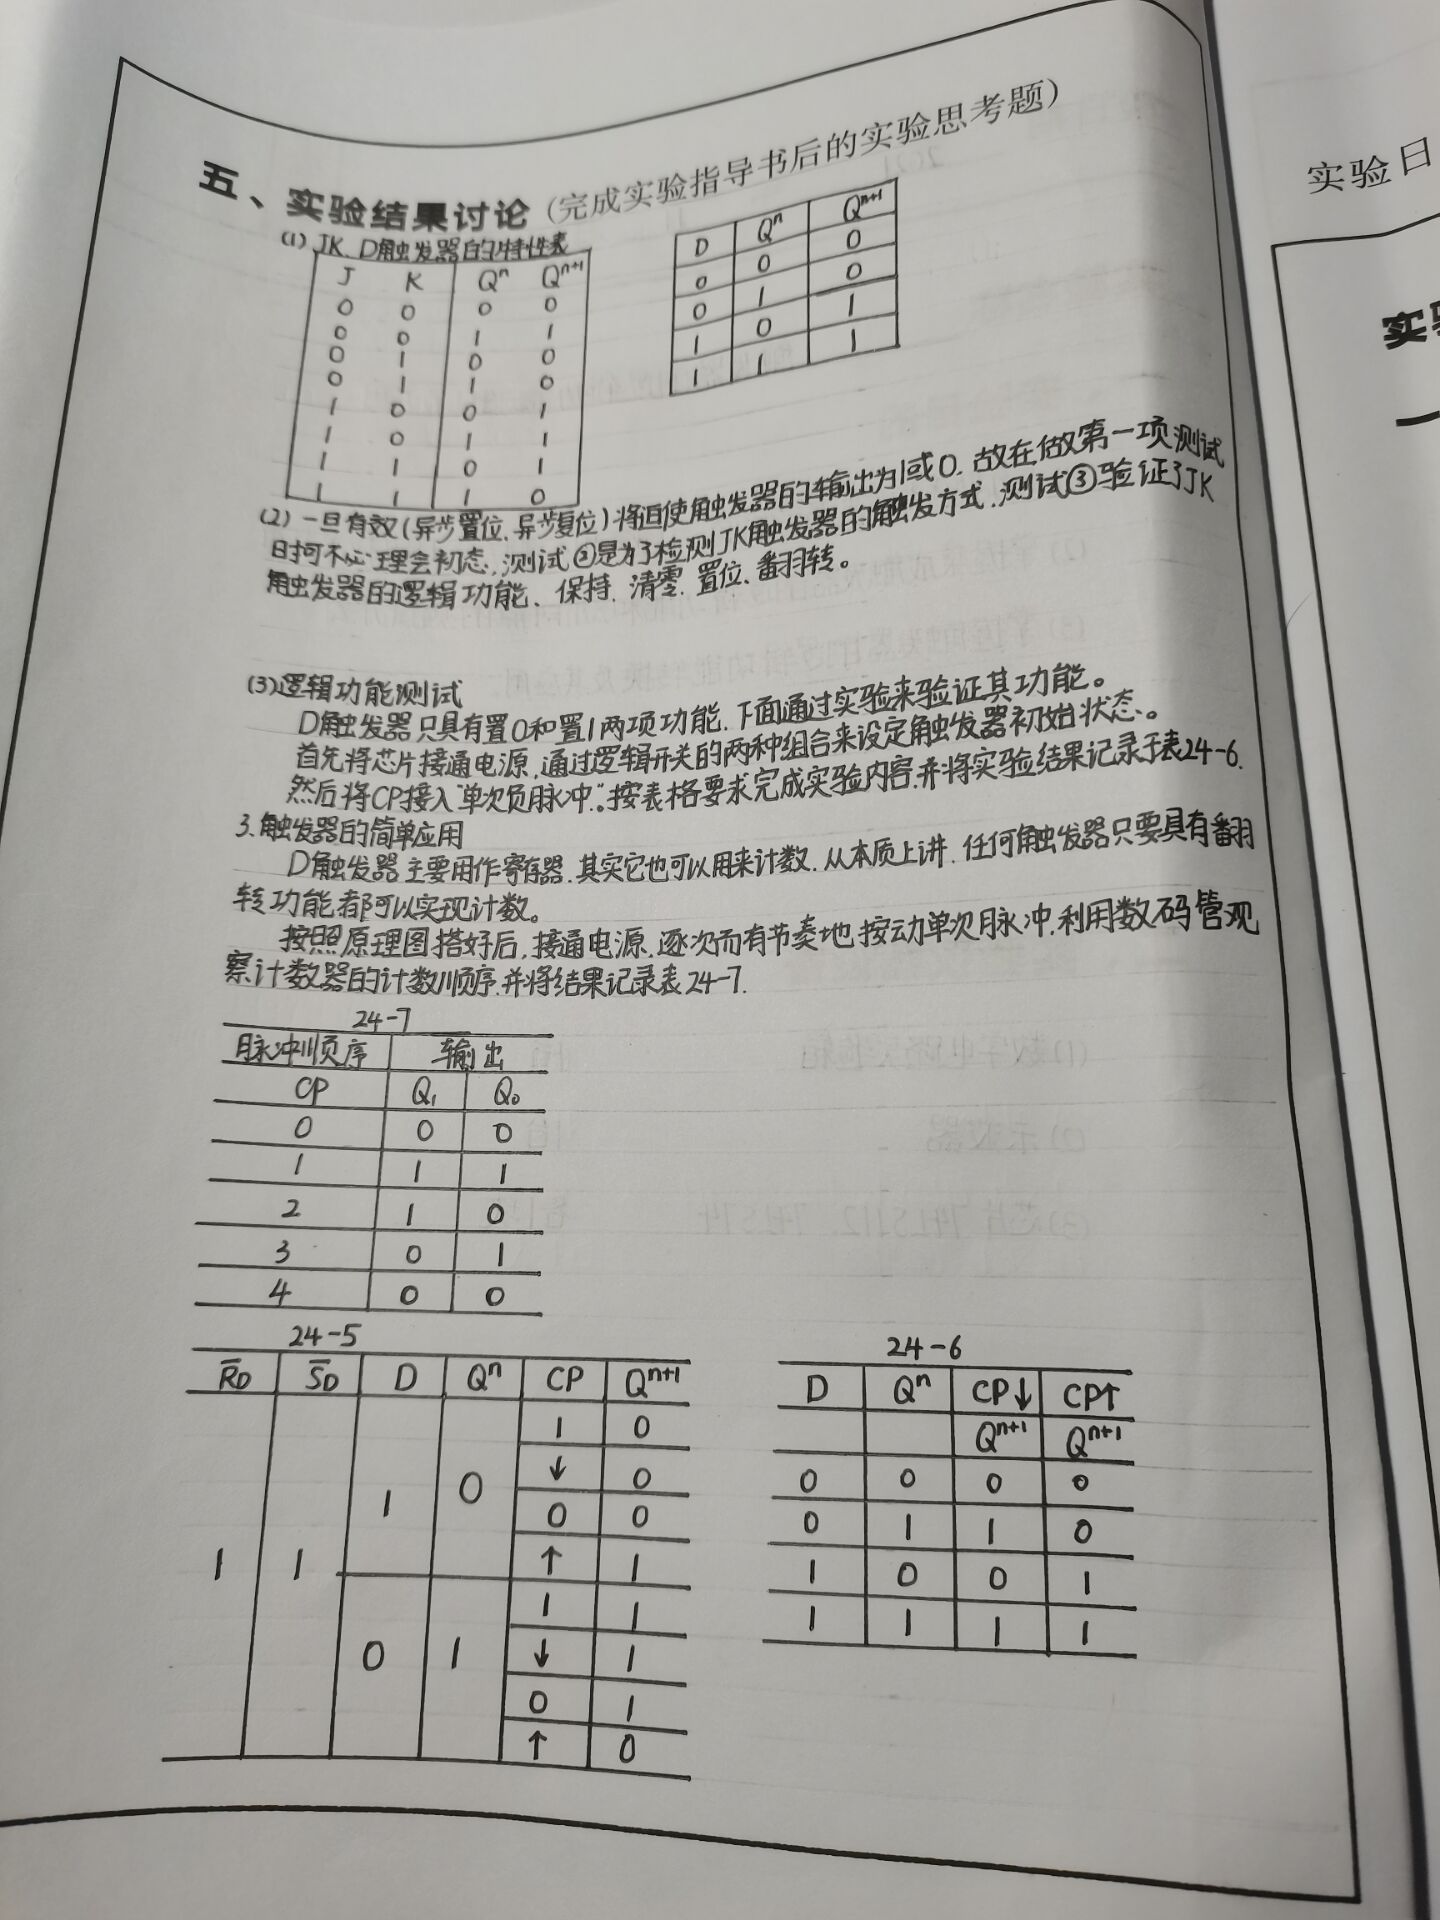 五、实验结果讨论(完成实验指导书后的实验思考题)
(1) JK、D触发器的特性表
J K Qⁿ Qⁿ⁺¹
0 0 0 0
0 0 1 1
0 1 0 0
0 1 1 0
1 0 0 1
1 0 1 1
1 1 0 1
1 1 1 0
D Qⁿ Qⁿ⁺¹
0 0 0
0 1 0
1 0 1
1 1 1
(2) 一旦有效(异步置位、异步复位)将迫使触发器的输出为1或0. 故在做第一项测试
时可不必理会初态, 测试②是为了检测JK触发器的触发方式, 测试③验证了JK
触发器的逻辑功能、保持、清零、置位、翻转。
(3)逻辑功能测试
D触发器只具有置0和置1两项功能, 下面通过实验来验证其功能。
首先将芯片接通电源,通过逻辑开关的两种组合来设定触发器初始状态。
然后将CP接入“单次负脉冲”。按表格要求完成实验内容,并将实验结果记录于表24-6.
3.触发器的简单应用
D触发器主要用作寄存器,其实它也可以用来计数. 从本质上讲, 任何触发器只要具有翻
转功能者都可以实现计数。
按照原理图搭好后, 接通电源, 逐次而有节奏地按动单次脉冲,利用数码管观
察计数器的计数顺序,并将结果记录表24-7.
24-7
脉冲顺序 输出
CP Q₁ Q₀
0 0 0
1 1 1
2 1 0
3 0 1
4 0 0
24-5
R̅D S̅D D Qⁿ CP Qⁿ⁺¹
1 1 1 0 1 0
↓ 0
0 0
↑ 1
0 1 1 1
↓ 1
0 1
↑ 0
24-6
D Qⁿ CP↓ CP↑
Qⁿ⁺¹ Qⁿ⁺¹
0 0 0 0
0 1 1 0
1 0 0 1
1 1 1 1
实验日